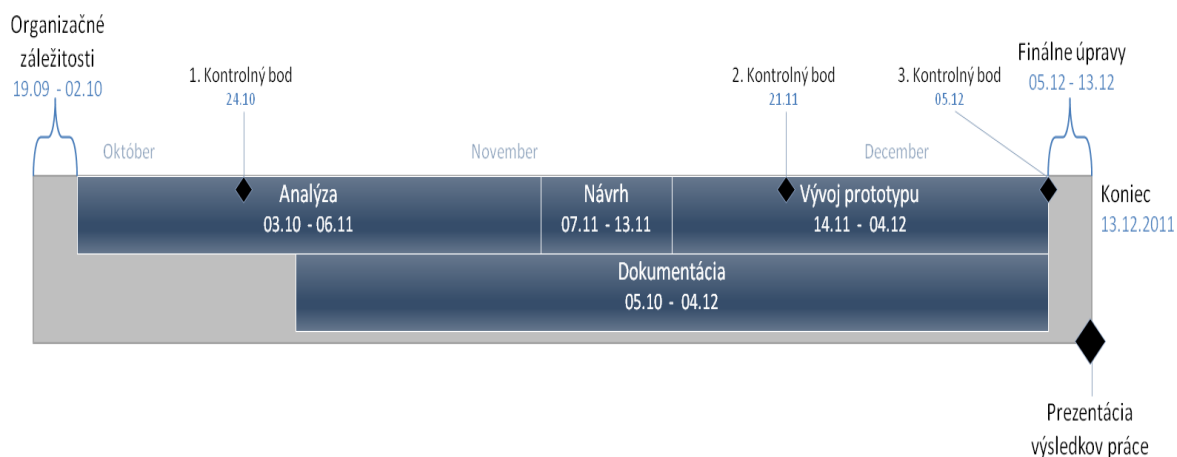 Organizačné
záležitosti
19.09 - 02.10
1. Kontrolný bod
24.10
2. Kontrolný bod
21.11
3. Kontrolný bod
05.12
Finálne úpravy
05.12 - 13.12
Október
November
December
Analýza
03.10 - 06.11
Návrh
07.11 - 13.11
Vývoj prototypu
14.11 - 04.12
Koniec
13.12.2011
Dokumentácia
05.10 - 04.12
Prezentácia
výsledkov práce